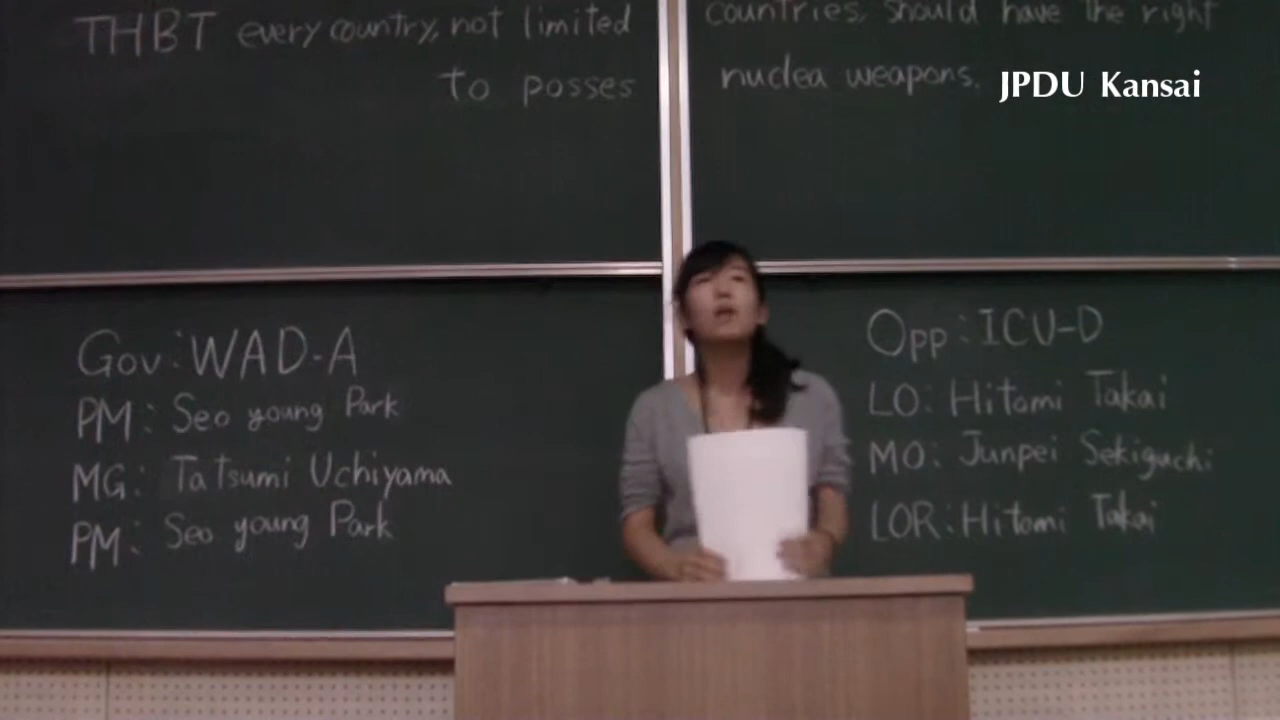 THBT every country, not limited
to posses
countries, should have the right
nuclea weapons.
JPDU Kansai
Gov: WAD-A
PM: Seo young Park
MG: Tatsumi Uchiyama
PM: Seo young Park
Opp: ICU-D
LO: Hitomi Takai
MO: Junpei Sekiguchi
LOR: Hitomi Takai